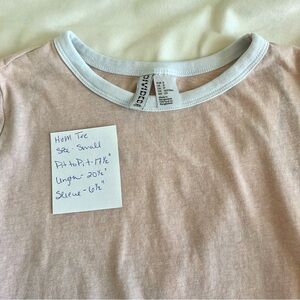 DIVIDED
H&M Tee
Size - Small
Pit to Pit - 17½"
Length - 20½"
Sleeve - 6½"